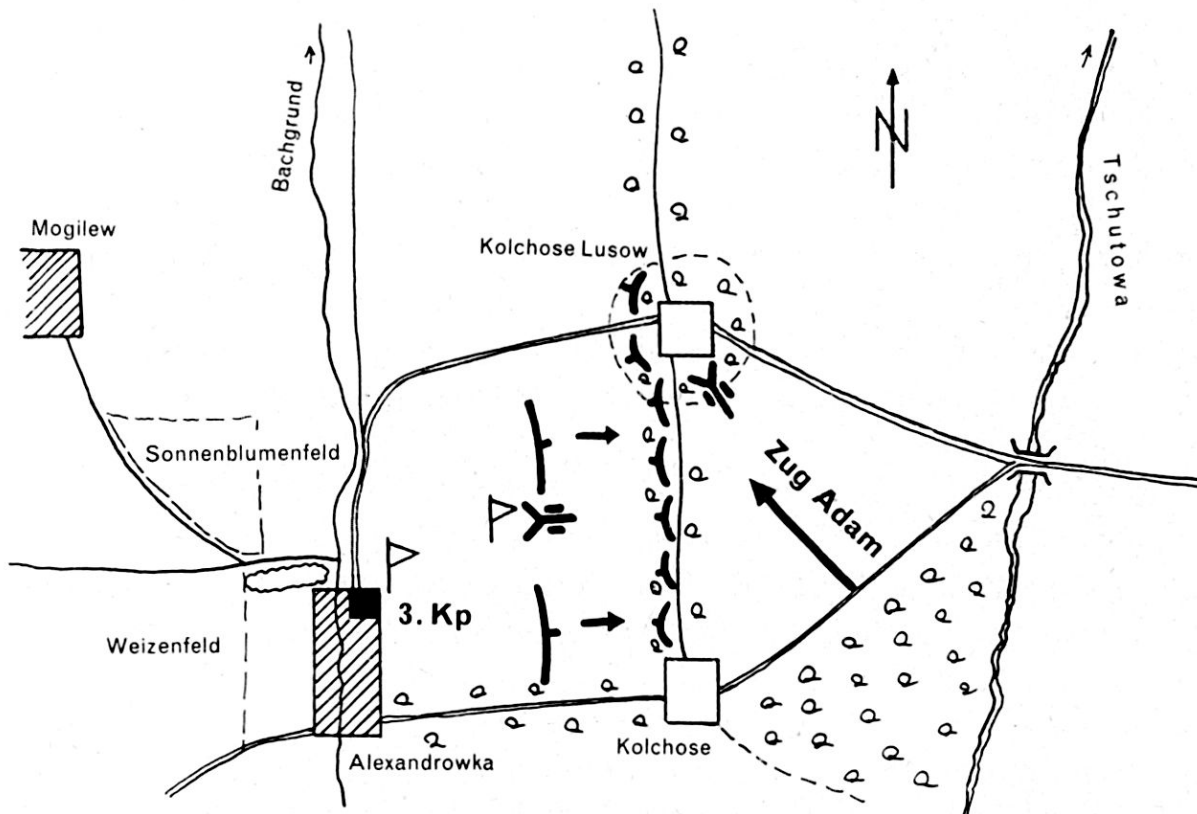 Bachgrund
N
Tschutowa
Mogilew
Kolchose Lusow
Sonnenblumenfeld
Zug Adam
3. Kp
Weizenfeld
Kolchose
Alexandrowka